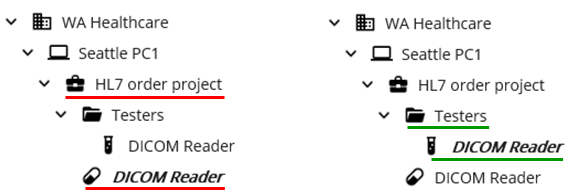 WA Healthcare
Seattle PC1
HL7 order project
Testers
DICOM Reader
DICOM Reader
WA Healthcare
Seattle PC1
HL7 order project
Testers
DICOM Reader
DICOM Reader